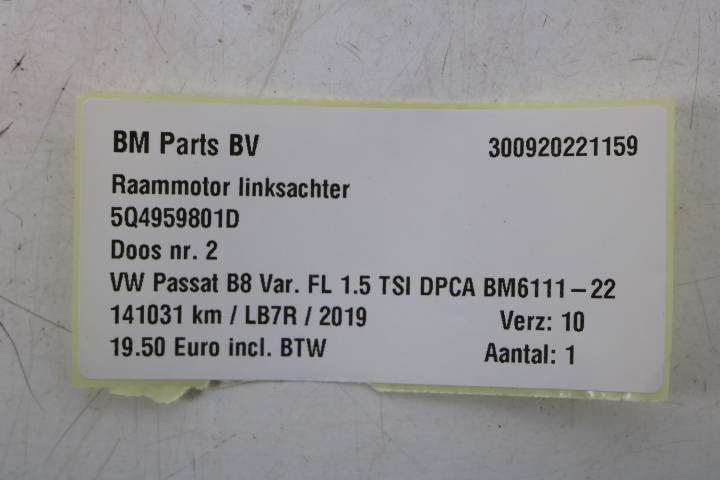 BM Parts BV 300920221159
Raammotor linksachter
5Q4959801D
Doos nr. 2
VW Passat B8 Var. FL 1.5 TSI DPCA BM6111-22
141031 km / LB7R / 2019 Verz: 10
19.50 Euro incl. BTW Aantal: 1